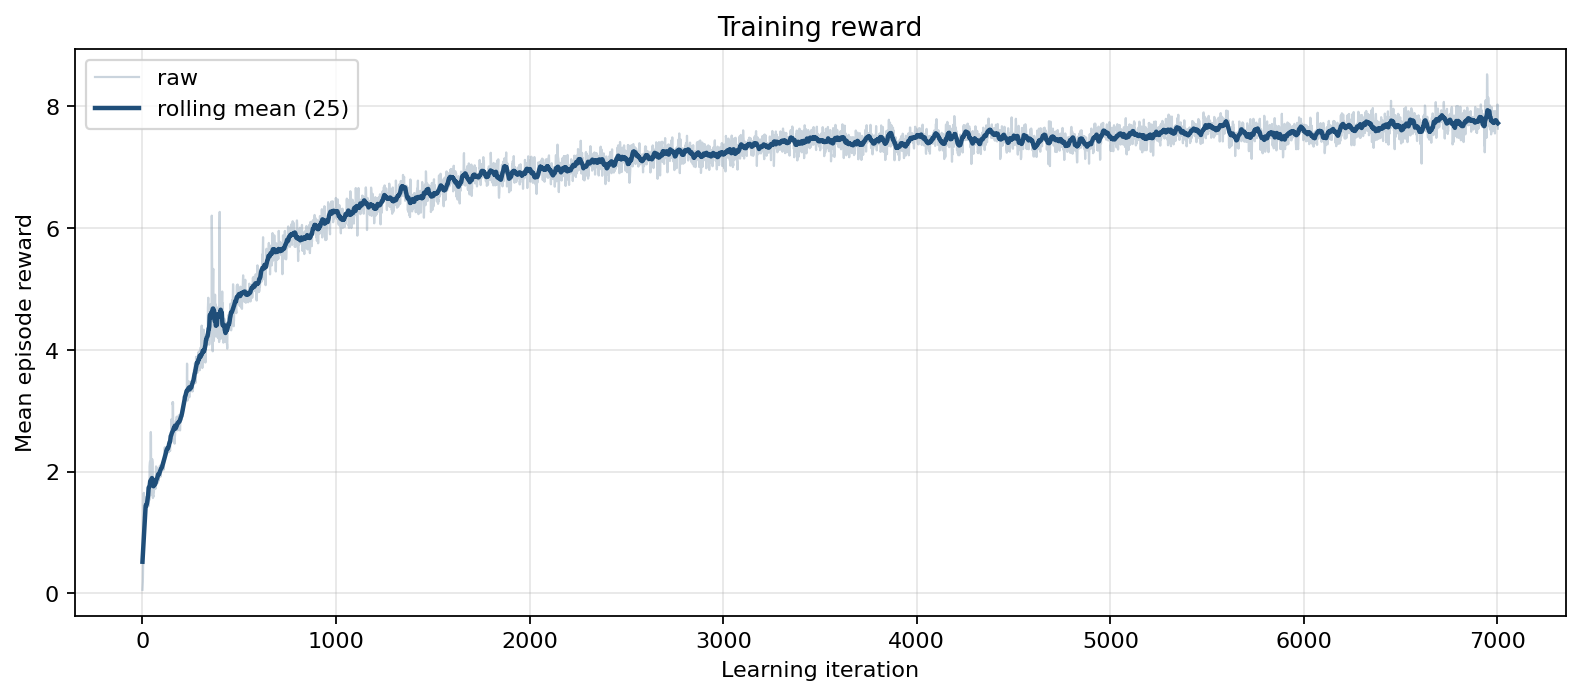 Training reward
raw
rolling mean (25)
Mean episode reward
8
6
4
2
0
0 1000 2000 3000 4000 5000 6000 7000
Learning iteration